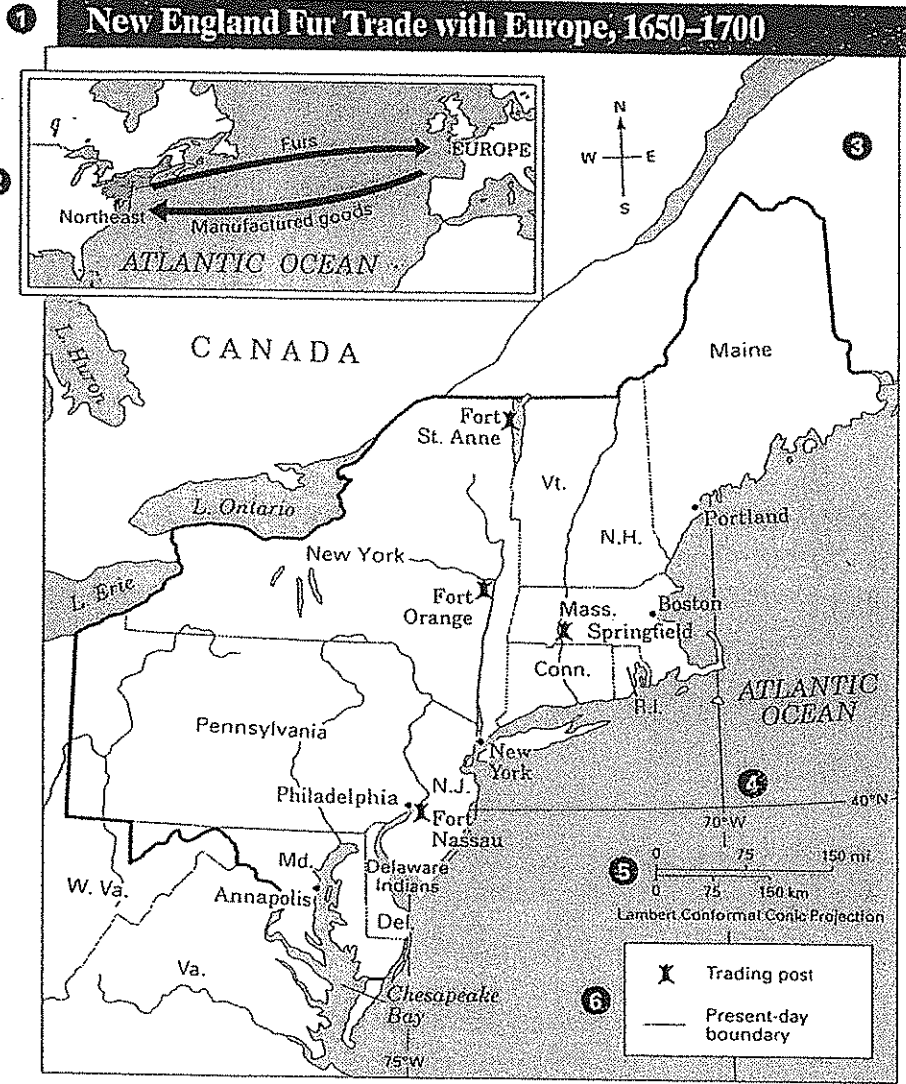 1
New England Fur Trade with Europe, 1650–1700
Furs
EUROPE
Northeast
Manufactured goods
ATLANTIC OCEAN
N
W E
S
3
L. Huron
CANADA
Maine
Fort
St. Anne
Vt.
L. Ontario
Portland
N.H.
New York
L. Erie
Fort
Orange
Mass.
Boston
Springfield
Conn.
R.I.
ATLANTIC
OCEAN
Pennsylvania
New
York
N.J.
4
Philadelphia
40°N
Fort
Nassau
70°W
Md.
Delaware
Indians
5
0 75 150 mi
0 75 150 km
Lambert Conformal Conic Projection
W. Va.
Annapolis
Del.
Va.
Chesapeake
Bay
75°W
6
Trading post
Present-day
boundary